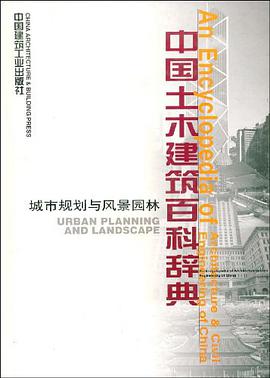 中国建筑工业出版社
CHINA ARCHITECTURE & BUILDING PRESS
中国土木建筑百科辞典
An Encyclopedia of
Architecture & Civil
Engineering of China
城市规划与风景园林
URBAN PLANNING
AND LANDSCAPE